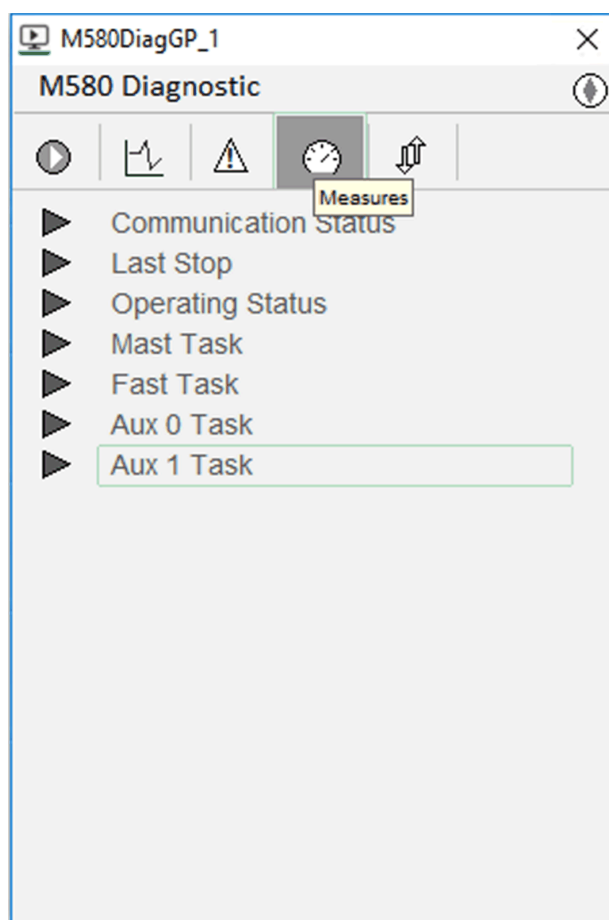 M580DiagGP_1
M580 Diagnostic
Measures
Communication Status
Last Stop
Operating Status
Mast Task
Fast Task
Aux 0 Task
Aux 1 Task